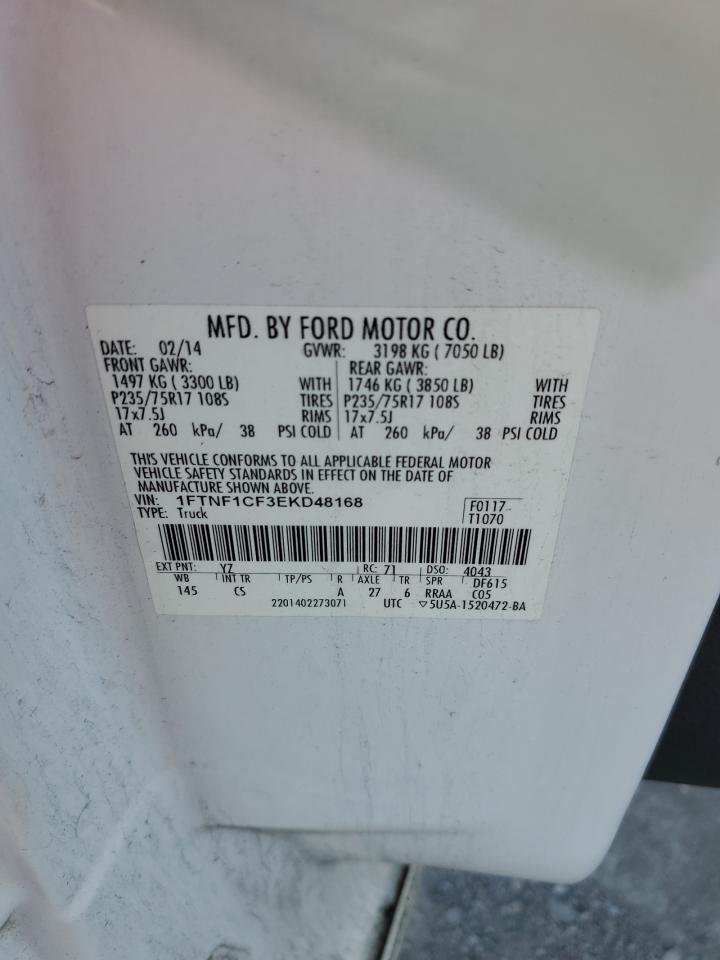 MFD. BY FORD MOTOR CO.
DATE: 02/14 GVWR: 3198 KG ( 7050 LB)
FRONT GAWR: REAR GAWR:
1497 KG ( 3300 LB) WITH 1746 KG ( 3850 LB) WITH
P235/75R17 108S TIRES P235/75R17 108S TIRES
17x7.5J RIMS 17x7.5J RIMS
AT 260 kPa/ 38 PSI COLD AT 260 kPa/ 38 PSI COLD
THIS VEHICLE CONFORMS TO ALL APPLICABLE FEDERAL MOTOR
VEHICLE SAFETY STANDARDS IN EFFECT ON THE DATE OF
MANUFACTURE SHOWN ABOVE.
VIN: 1FTNF1CF3EKD48168 F0117
TYPE: Truck T1070
EXT PNT: YZ RC: 71 DSO: 4043
WB INT TR TP/PS R AXLE TR SPR DF615
145 CS A 27 6 RRAA C05
2201402273071 UTC ▽5U5A-1520472-BA